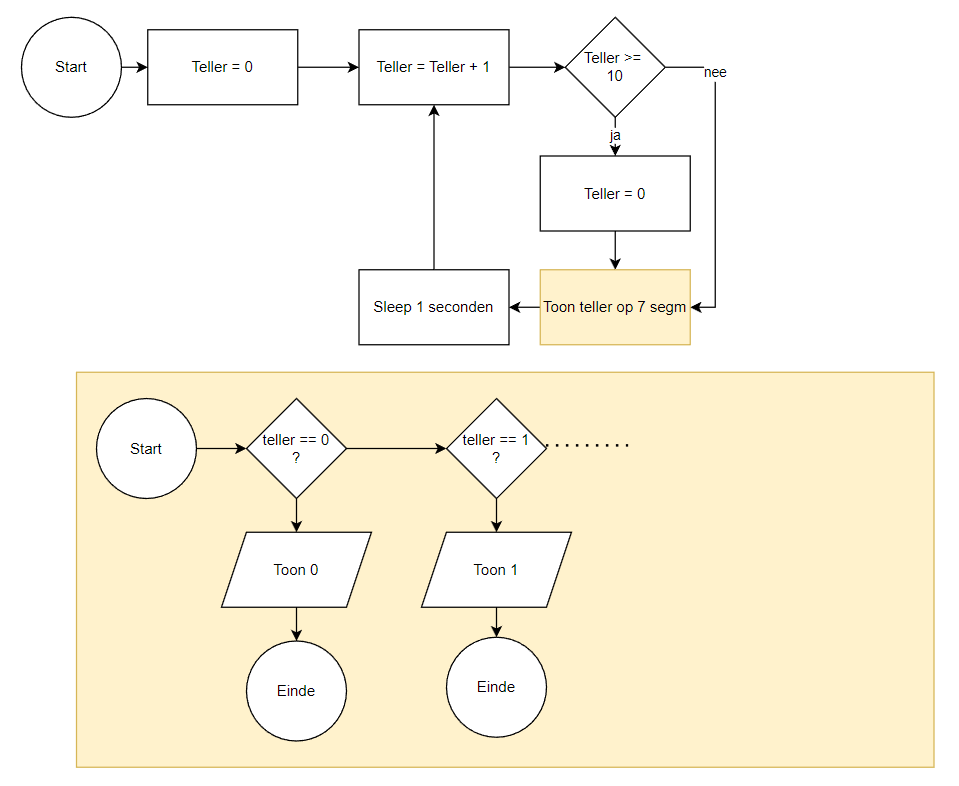 Start
Teller = 0
Teller = Teller + 1
Teller >=
10
nee
ja
Teller = 0
Sleep 1 seconden
Toon teller op 7 segm
Start
teller == 0
?
teller == 1
?
.........
Toon 0
Toon 1
Einde
Einde